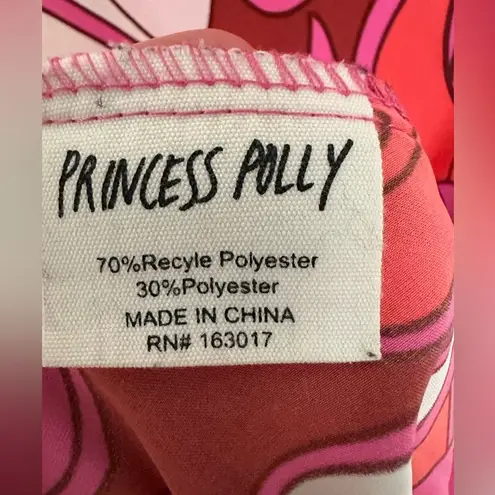 PRINCESS POLLY
70%Recyle Polyester
30%Polyester
MADE IN CHINA
RN# 163017